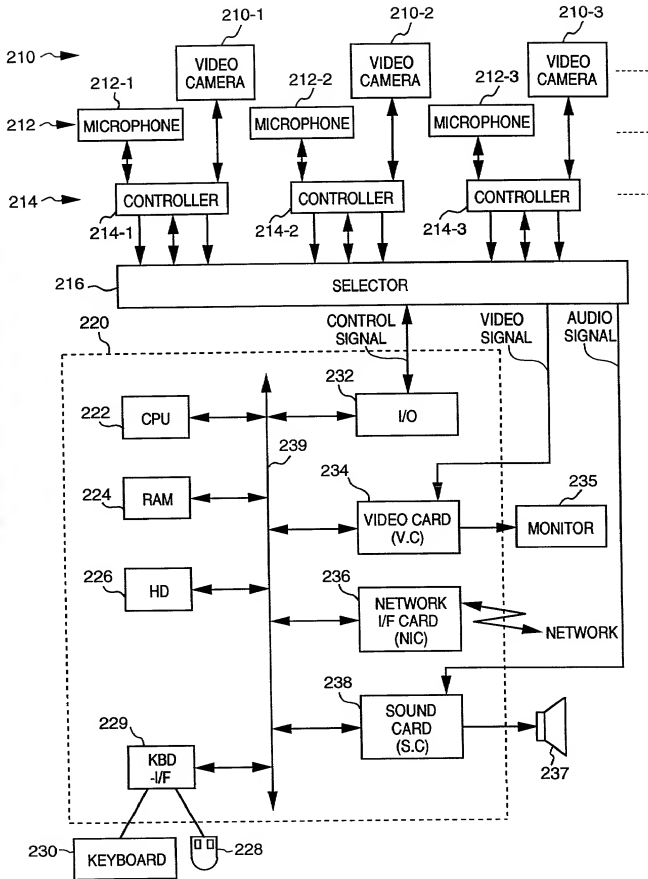 210-1
210-2
210-3
210
VIDEO
CAMERA
VIDEO
CAMERA
VIDEO
CAMERA
212-1
212-2
212-3
212
MICROPHONE
MICROPHONE
MICROPHONE
214
CONTROLLER
CONTROLLER
CONTROLLER
214-1
214-2
214-3
216
SELECTOR
CONTROL
SIGNAL
VIDEO
SIGNAL
AUDIO
SIGNAL
220
232
222
CPU
I/O
239
234
235
224
RAM
VIDEO CARD
(V.C)
MONITOR
226
HD
236
NETWORK
I/F CARD
(NIC)
NETWORK
238
SOUND
CARD
(S.C)
237
229
KBD
-I/F
230
KEYBOARD
228